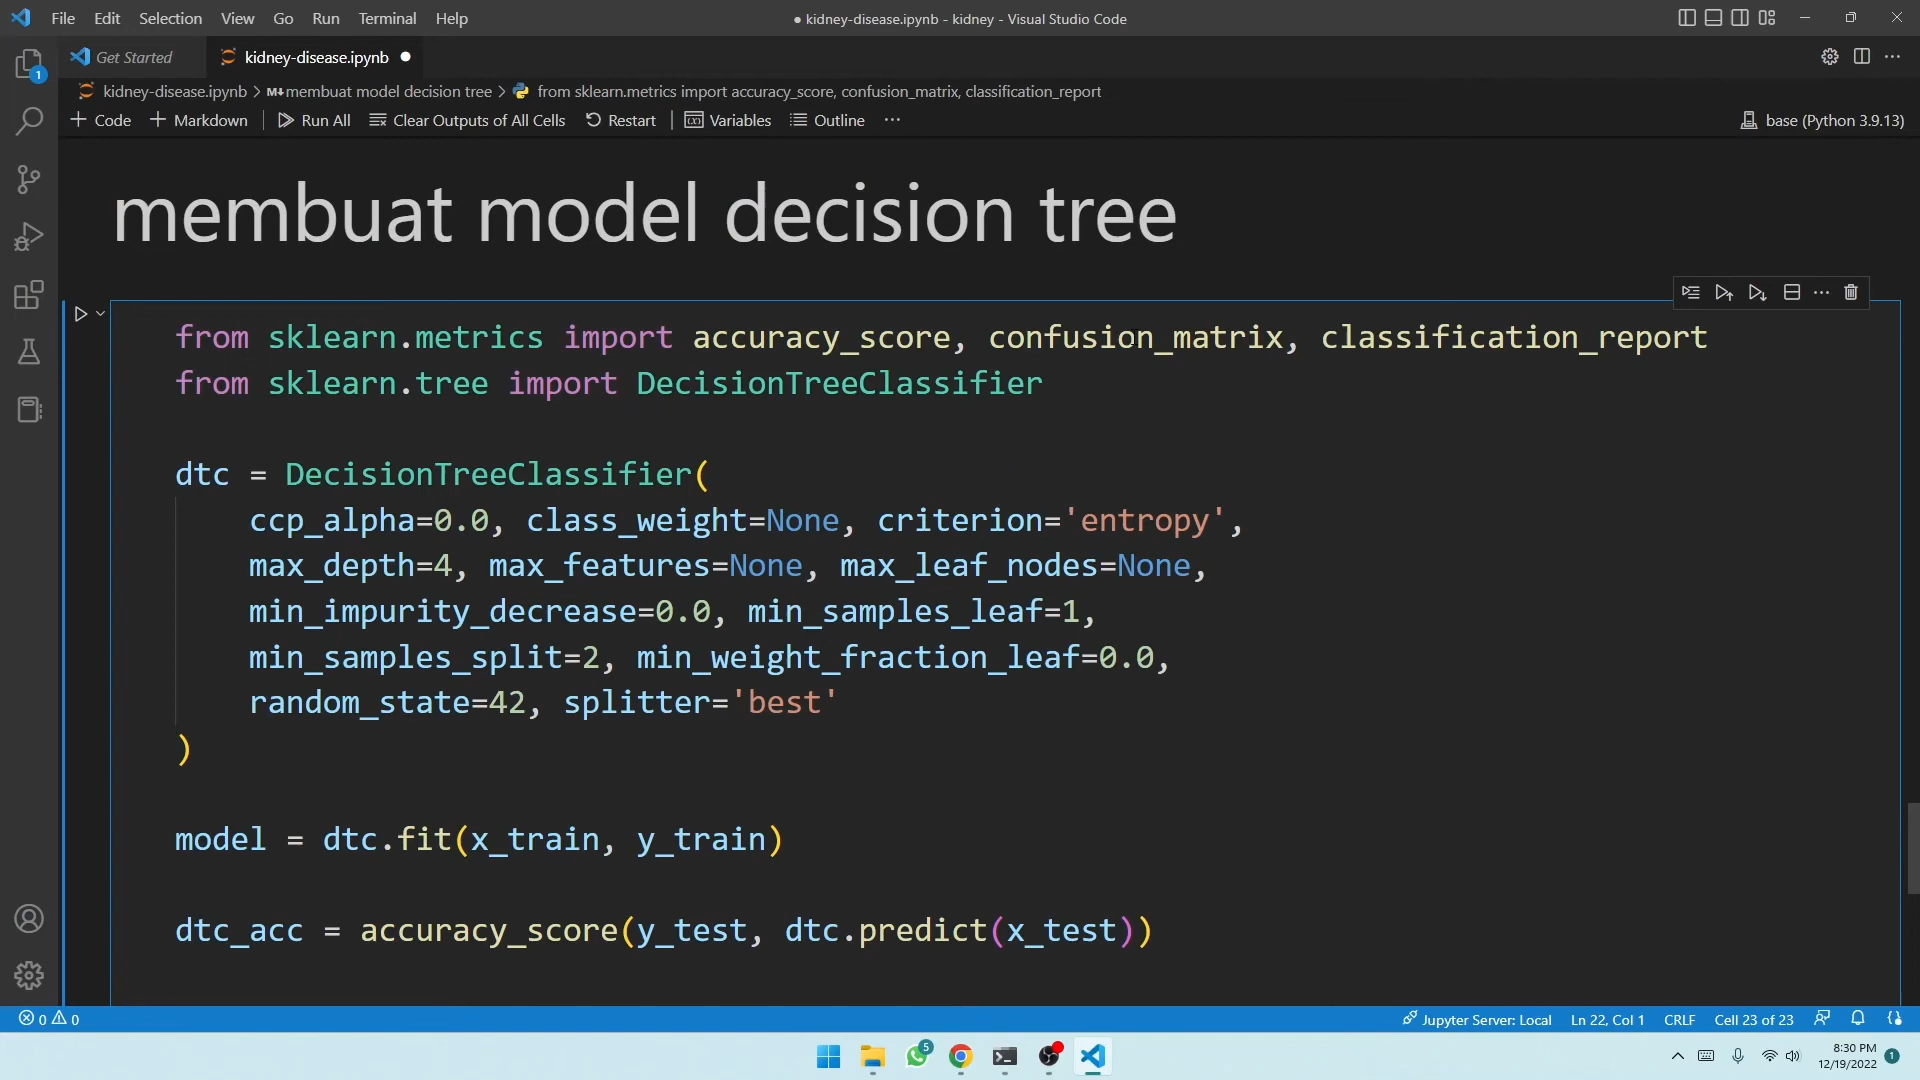 File Edit Selection View Go Run Terminal Help
● kidney-disease.ipynb - kidney - Visual Studio Code
Get Started
kidney-disease.ipynb ●
kidney-disease.ipynb > M↓membuat model decision tree > from sklearn.metrics import accuracy_score, confusion_matrix, classification_report
+ Code + Markdown Run All Clear Outputs of All Cells Restart Variables Outline ···
base (Python 3.9.13)
membuat model decision tree
from sklearn.metrics import accuracy_score, confusion_matrix, classification_report
from sklearn.tree import DecisionTreeClassifier
dtc = DecisionTreeClassifier(
ccp_alpha=0.0, class_weight=None, criterion='entropy',
max_depth=4, max_features=None, max_leaf_nodes=None,
min_impurity_decrease=0.0, min_samples_leaf=1,
min_samples_split=2, min_weight_fraction_leaf=0.0,
random_state=42, splitter='best'
)
model = dtc.fit(x_train, y_train)
dtc_acc = accuracy_score(y_test, dtc.predict(x_test))
0 0
Jupyter Server: Local Ln 22, Col 1 CRLF Cell 23 of 23
1
5
8:30 PM
12/19/2022
1